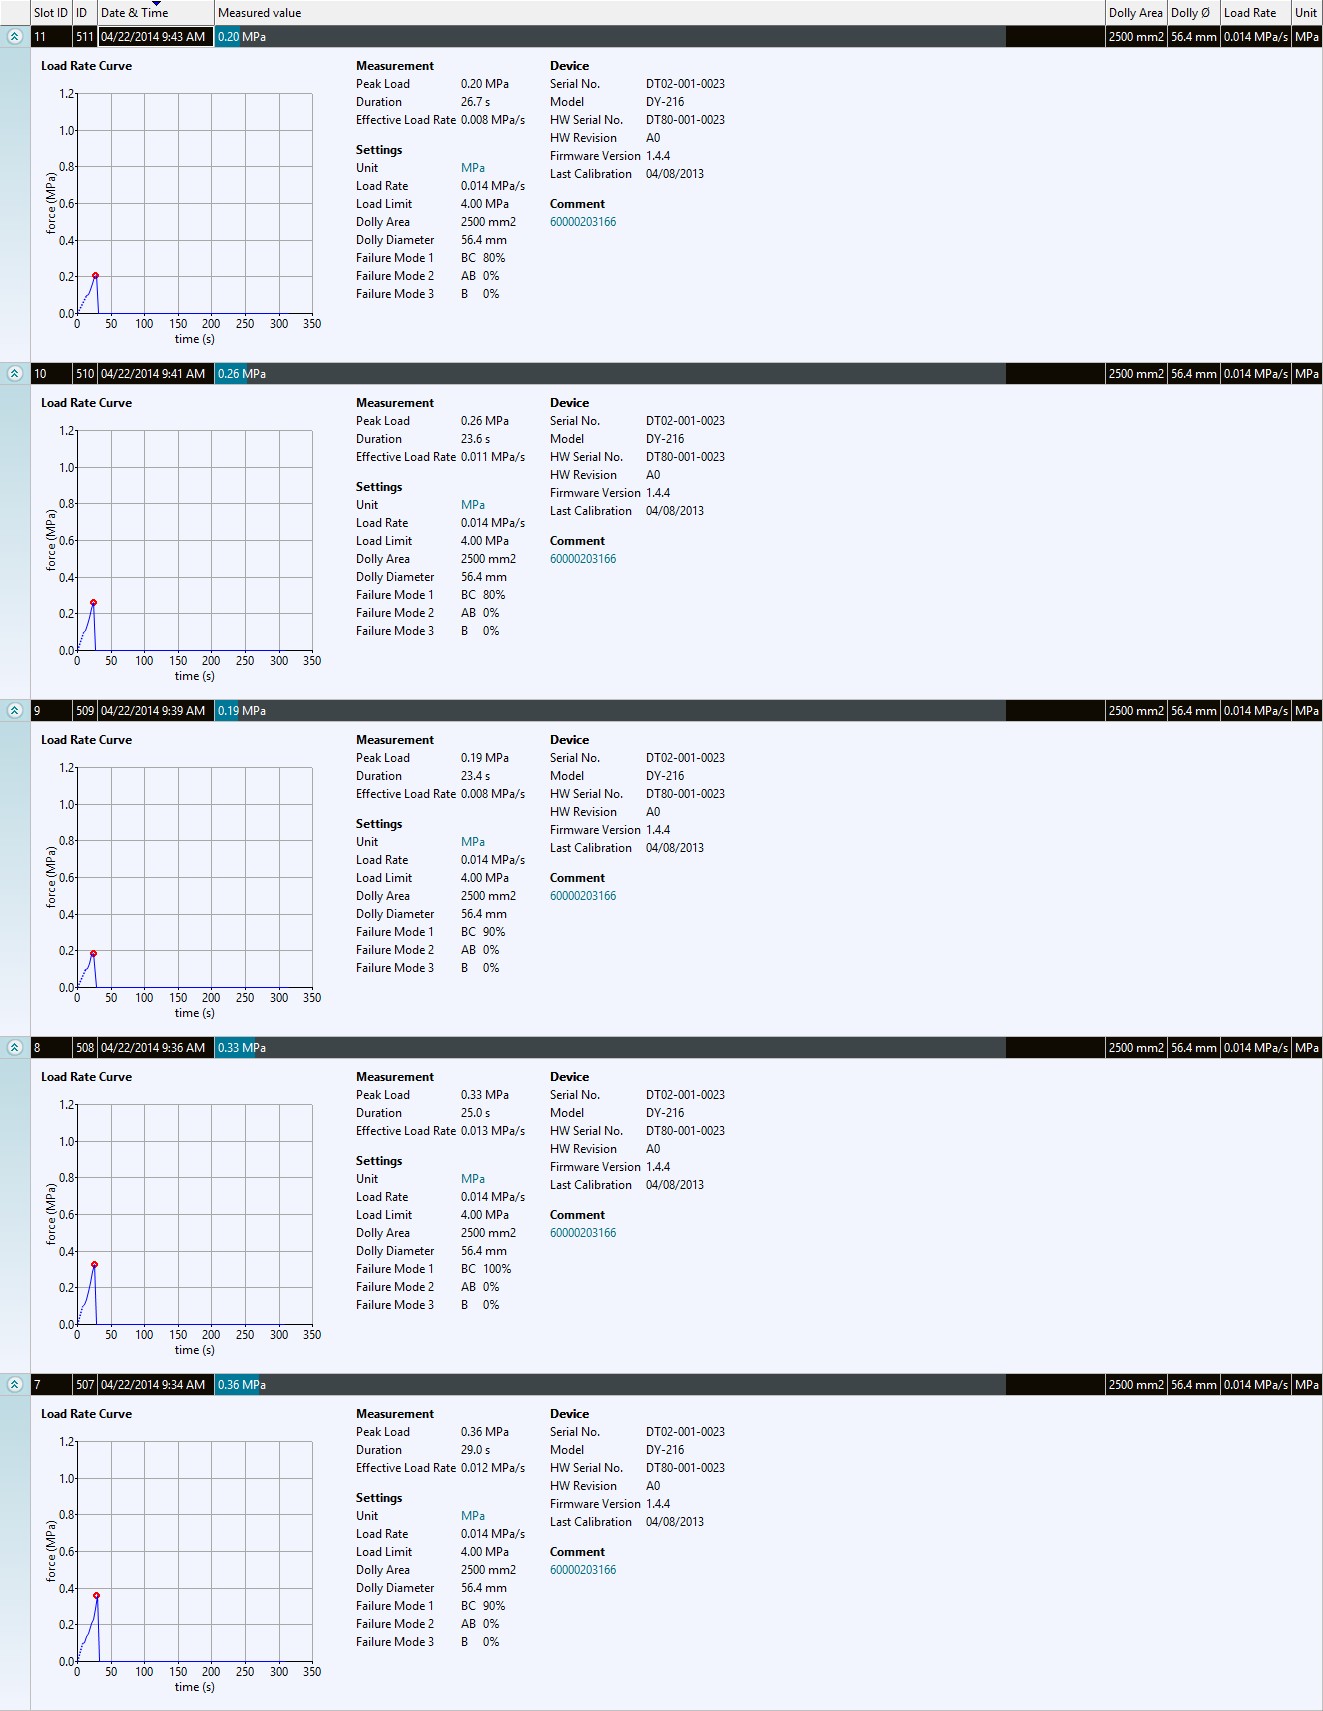 Slot ID ID Date & Time Measured value Dolly Area Dolly Ø Load Rate Unit
11 511 04/22/2014 9:43 AM 0.20 MPa 2500 mm2 56.4 mm 0.014 MPa/s MPa
Load Rate Curve
1.2
1.0
0.8
0.6
0.4
0.2
0.0
force (MPa)
0 50 100 150 200 250 300 350
time (s)
Measurement
Peak Load 0.20 MPa
Duration 26.7 s
Effective Load Rate 0.008 MPa/s
Settings
Unit MPa
Load Rate 0.014 MPa/s
Load Limit 4.00 MPa
Dolly Area 2500 mm2
Dolly Diameter 56.4 mm
Failure Mode 1 BC 80%
Failure Mode 2 AB 0%
Failure Mode 3 B 0%
Device
Serial No. DT02-001-0023
Model DY-216
HW Serial No. DT80-001-0023
HW Revision A0
Firmware Version 1.4.4
Last Calibration 04/08/2013
Comment
60000203166
10 510 04/22/2014 9:41 AM 0.26 MPa 2500 mm2 56.4 mm 0.014 MPa/s MPa
Load Rate Curve
1.2
1.0
0.8
0.6
0.4
0.2
0.0
force (MPa)
0 50 100 150 200 250 300 350
time (s)
Measurement
Peak Load 0.26 MPa
Duration 23.6 s
Effective Load Rate 0.011 MPa/s
Settings
Unit MPa
Load Rate 0.014 MPa/s
Load Limit 4.00 MPa
Dolly Area 2500 mm2
Dolly Diameter 56.4 mm
Failure Mode 1 BC 80%
Failure Mode 2 AB 0%
Failure Mode 3 B 0%
Device
Serial No. DT02-001-0023
Model DY-216
HW Serial No. DT80-001-0023
HW Revision A0
Firmware Version 1.4.4
Last Calibration 04/08/2013
Comment
60000203166
9 509 04/22/2014 9:39 AM 0.19 MPa 2500 mm2 56.4 mm 0.014 MPa/s MPa
Load Rate Curve
1.2
1.0
0.8
0.6
0.4
0.2
0.0
force (MPa)
0 50 100 150 200 250 300 350
time (s)
Measurement
Peak Load 0.19 MPa
Duration 23.4 s
Effective Load Rate 0.008 MPa/s
Settings
Unit MPa
Load Rate 0.014 MPa/s
Load Limit 4.00 MPa
Dolly Area 2500 mm2
Dolly Diameter 56.4 mm
Failure Mode 1 BC 90%
Failure Mode 2 AB 0%
Failure Mode 3 B 0%
Device
Serial No. DT02-001-0023
Model DY-216
HW Serial No. DT80-001-0023
HW Revision A0
Firmware Version 1.4.4
Last Calibration 04/08/2013
Comment
60000203166
8 508 04/22/2014 9:36 AM 0.33 MPa 2500 mm2 56.4 mm 0.014 MPa/s MPa
Load Rate Curve
1.2
1.0
0.8
0.6
0.4
0.2
0.0
force (MPa)
0 50 100 150 200 250 300 350
time (s)
Measurement
Peak Load 0.33 MPa
Duration 25.0 s
Effective Load Rate 0.013 MPa/s
Settings
Unit MPa
Load Rate 0.014 MPa/s
Load Limit 4.00 MPa
Dolly Area 2500 mm2
Dolly Diameter 56.4 mm
Failure Mode 1 BC 100%
Failure Mode 2 AB 0%
Failure Mode 3 B 0%
Device
Serial No. DT02-001-0023
Model DY-216
HW Serial No. DT80-001-0023
HW Revision A0
Firmware Version 1.4.4
Last Calibration 04/08/2013
Comment
60000203166
7 507 04/22/2014 9:34 AM 0.36 MPa 2500 mm2 56.4 mm 0.014 MPa/s MPa
Load Rate Curve
1.2
1.0
0.8
0.6
0.4
0.2
0.0
force (MPa)
0 50 100 150 200 250 300 350
time (s)
Measurement
Peak Load 0.36 MPa
Duration 29.0 s
Effective Load Rate 0.012 MPa/s
Settings
Unit MPa
Load Rate 0.014 MPa/s
Load Limit 4.00 MPa
Dolly Area 2500 mm2
Dolly Diameter 56.4 mm
Failure Mode 1 BC 90%
Failure Mode 2 AB 0%
Failure Mode 3 B 0%
Device
Serial No. DT02-001-0023
Model DY-216
HW Serial No. DT80-001-0023
HW Revision A0
Firmware Version 1.4.4
Last Calibration 04/08/2013
Comment
60000203166